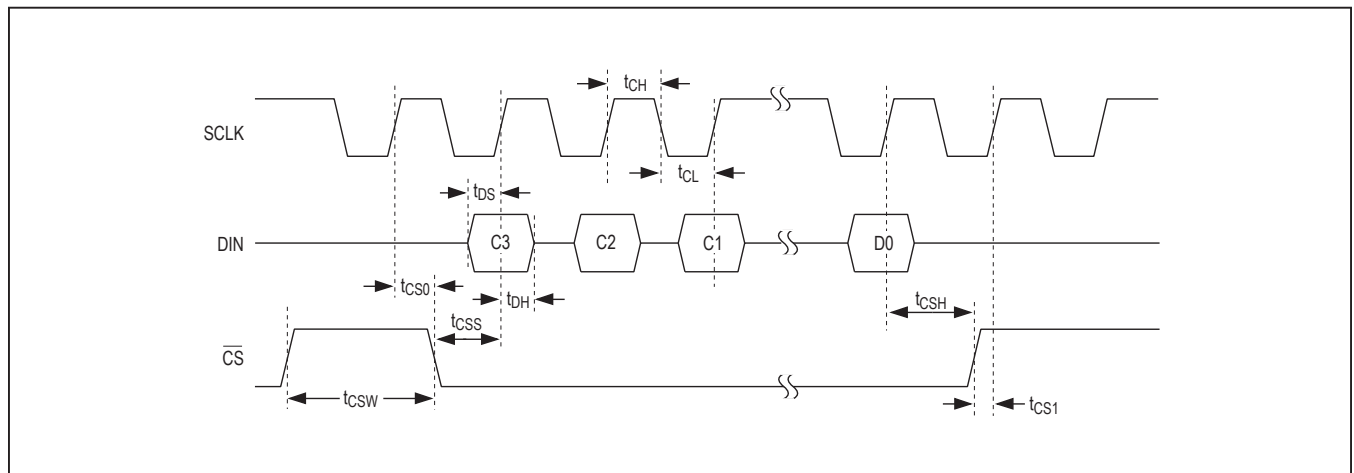 tCH
SCLK
tCL
tDS
DIN
C3
C2
C1
D0
tCS0
tDH
tCSH
tCSS
CS
tCSW
tCS1